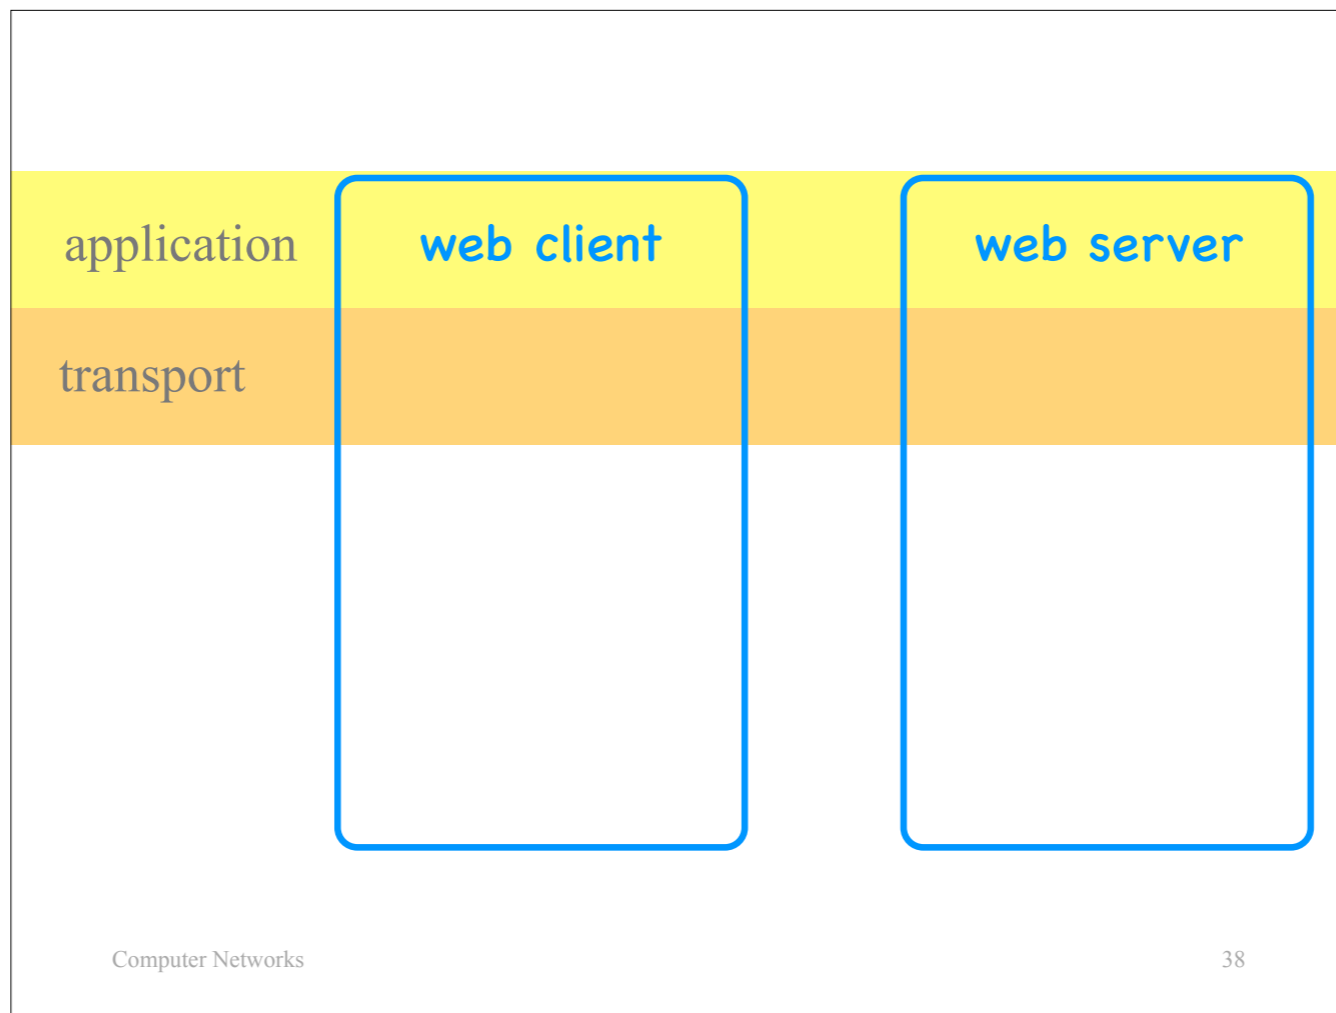 application web client web server
transport
Computer Networks 38